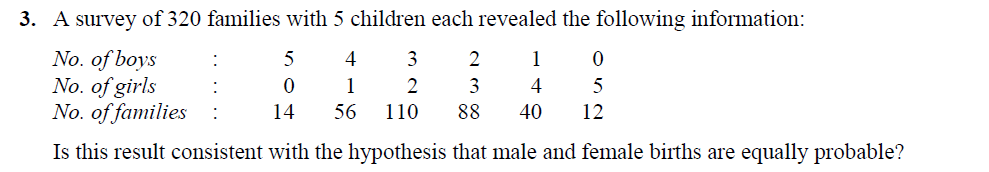 3. A survey of 320 families with 5 children each revealed the following information:
No. of boys : 5 4 3 2 1 0
No. of girls : 0 1 2 3 4 5
No. of families : 14 56 110 88 40 12
Is this result consistent with the hypothesis that male and female births are equally probable?